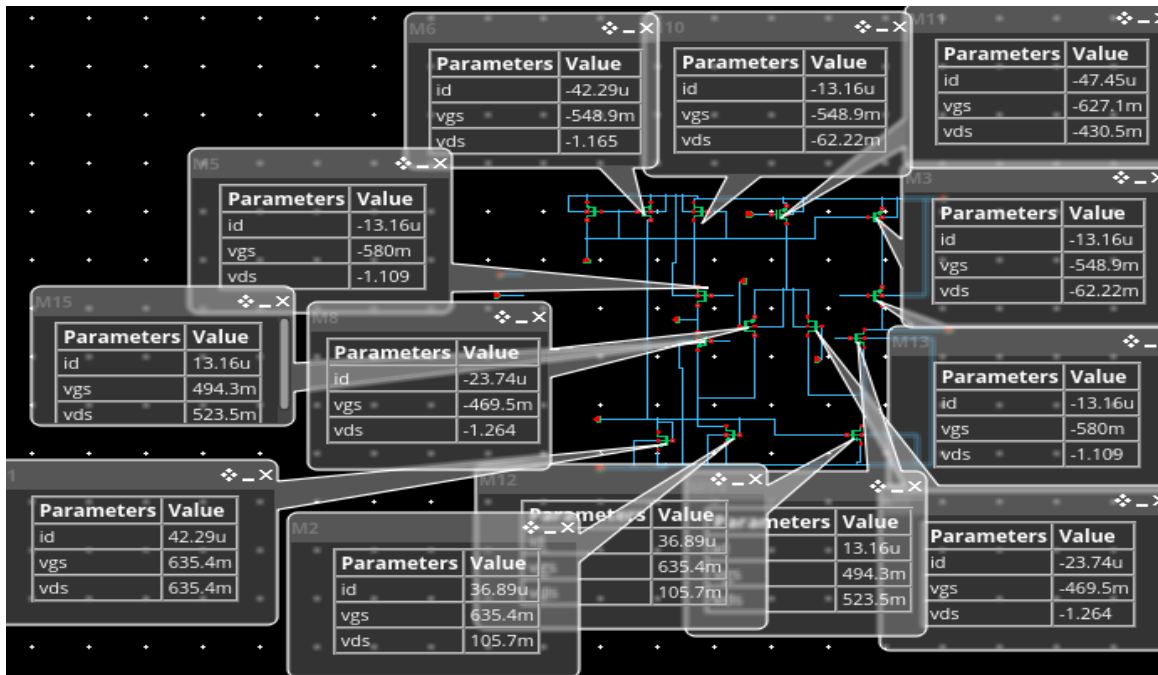 M6
Parameters Value
id -42.29u
vgs -548.9m
vds -1.165
10
Parameters Value
id -13.16u
vgs -548.9m
vds -62.22m
M11
Parameters Value
id -47.45u
vgs -627.1m
vds -430.5m
M5
Parameters Value
id -13.16u
vgs -580m
vds -1.109
M3
Parameters Value
id -13.16u
vgs -548.9m
vds -62.22m
M15
Parameters Value
id 13.16u
vgs 494.3m
vds 523.5m
M8
Parameters Value
id -23.74u
vgs -469.5m
vds -1.264
M13
Parameters Value
id -13.16u
vgs -580m
vds -1.109
1
Parameters Value
id 42.29u
vgs 635.4m
vds 635.4m
M2
Parameters Value
id 36.89u
vgs 635.4m
vds 105.7m
M12
Parameters Value
36.89u
635.4m
105.7m
Value
13.16u
494.3m
523.5m
Parameters Value
id -23.74u
vgs -469.5m
vds -1.264